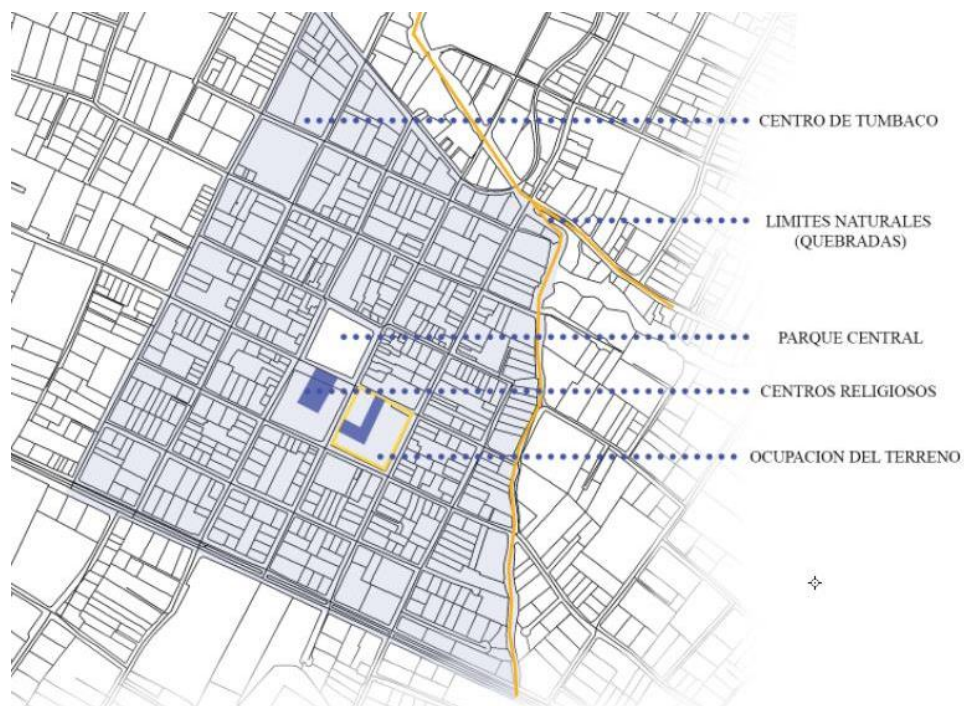 CENTRO DE TUMBACO
LIMITES NATURALES
(QUEBRADAS)
PARQUE CENTRAL
CENTROS RELIGIOSOS
OCUPACION DEL TERRENO